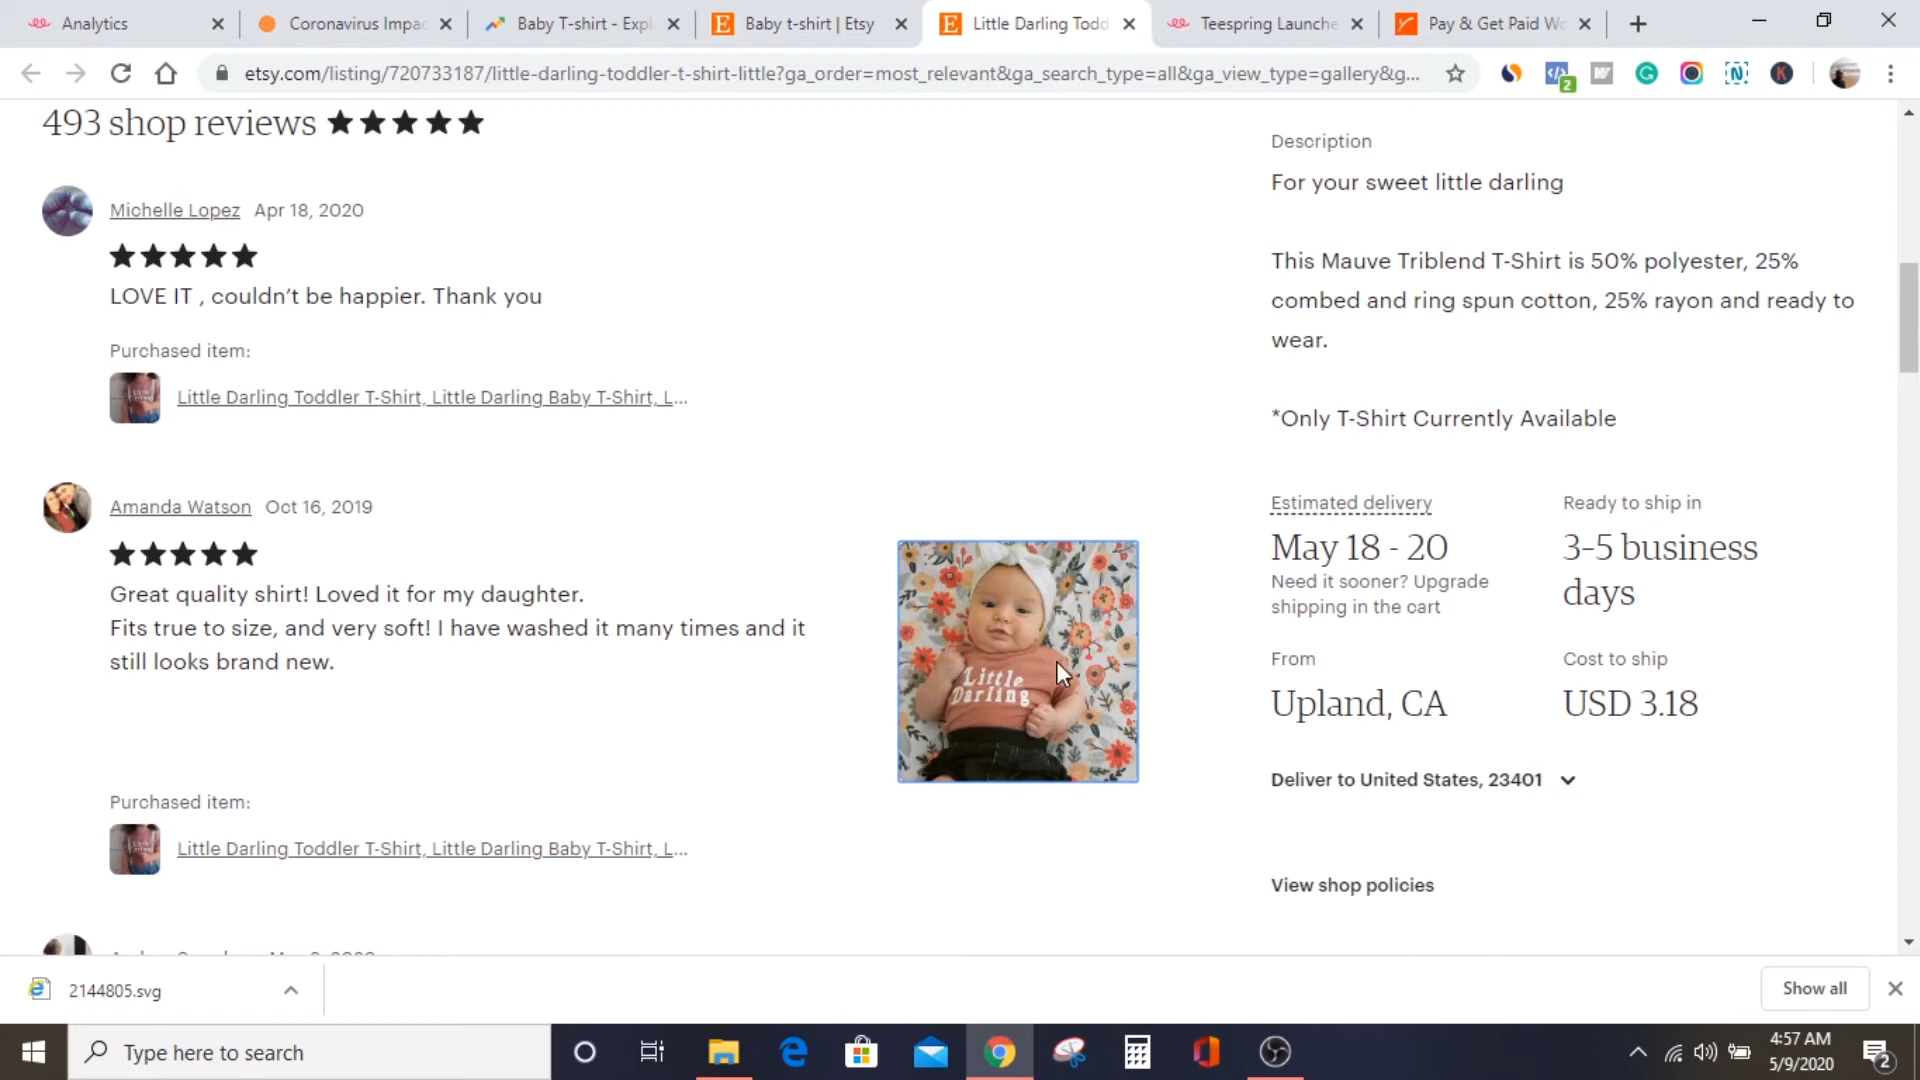 Analytics
Coronavirus Impac
Baby T-shirt - Expl
Baby t-shirt | Etsy
Little Darling Todd
Teespring Launche
Pay & Get Paid Wo
etsy.com/listing/720733187/little-darling-toddler-t-shirt-little?ga_order=most_relevant&ga_search_type=all&ga_view_type=gallery&g...
2
493 shop reviews
Michelle Lopez Apr 18, 2020
LOVE IT , couldn't be happier. Thank you
Purchased item:
Little Darling Toddler T-Shirt, Little Darling Baby T-Shirt, L...
Amanda Watson Oct 16, 2019
Great quality shirt! Loved it for my daughter.
Fits true to size, and very soft! I have washed it many times and it
still looks brand new.
Little
Darling
Purchased item:
Little Darling Toddler T-Shirt, Little Darling Baby T-Shirt, L...
Description
For your sweet little darling
This Mauve Triblend T-Shirt is 50% polyester, 25%
combed and ring spun cotton, 25% rayon and ready to
wear.
*Only T-Shirt Currently Available
Estimated delivery
May 18 - 20
Need it sooner? Upgrade
shipping in the cart
Ready to ship in
3-5 business
days
From
Upland, CA
Cost to ship
USD 3.18
Deliver to United States, 23401
View shop policies
2144805.svg
Show all
Type here to search
4:57 AM
5/9/2020
2